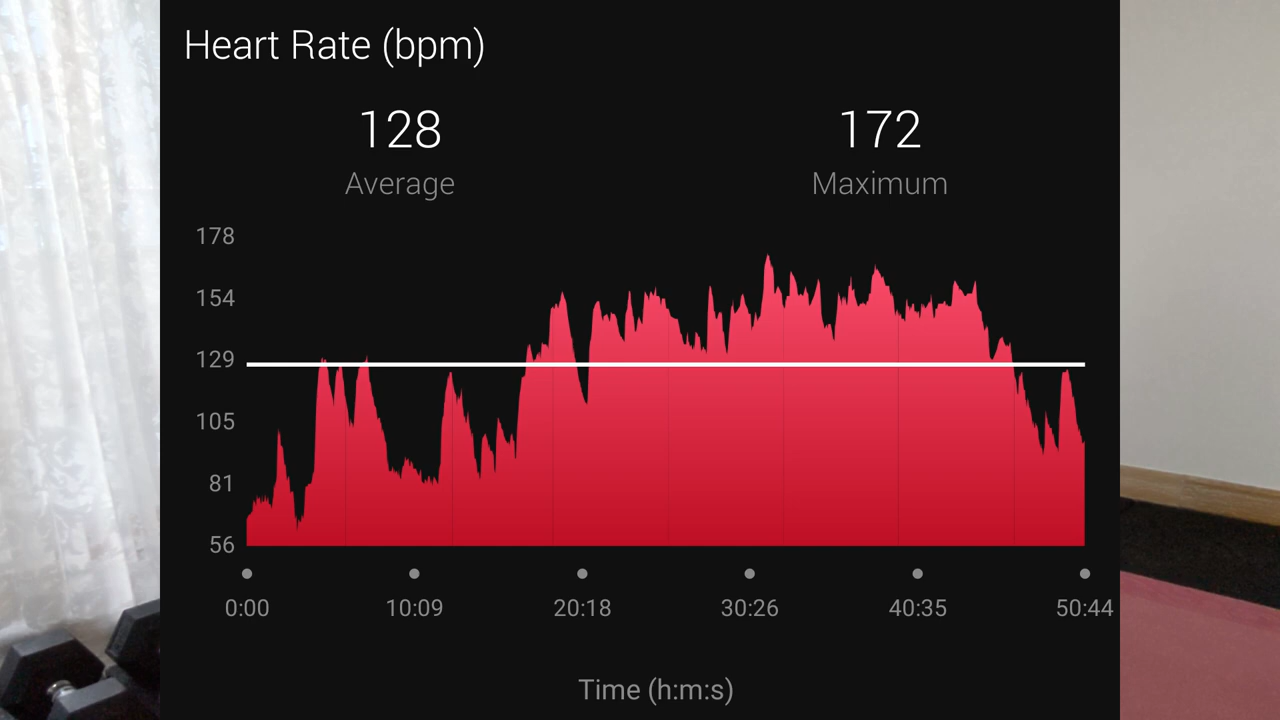 Heart Rate (bpm)
128
Average
172
Maximum
178
154
129
105
81
56
0:00 10:09 20:18 30:26 40:35 50:44
Time (h:m:s)